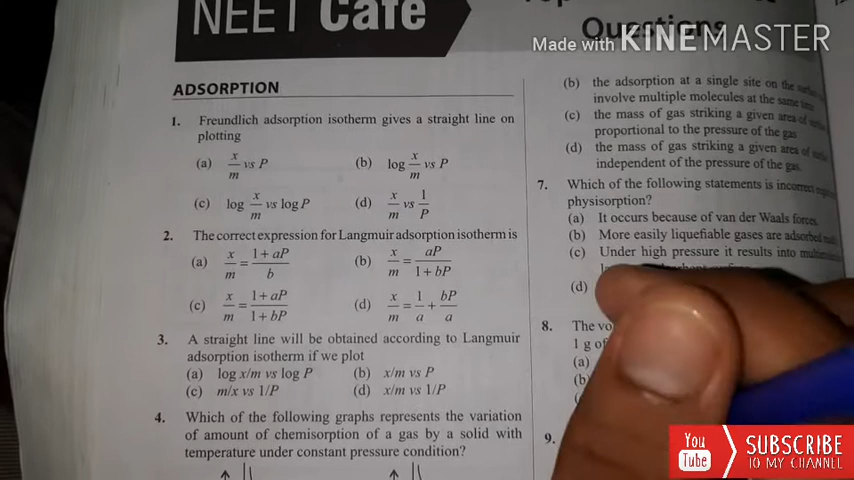 NEET Cafe
Questions
Made with KINEMASTER
ADSORPTION
1. Freundlich adsorption isotherm gives a straight line on
plotting
(a) x/m vs P (b) log x/m vs P
(c) log x/m vs log P (d) x/m vs 1/P
2. The correct expression for Langmuir adsorption isotherm is
(a) x/m = 1 + aP/b (b) x/m = aP/1 + bP
(c) x/m = 1 + aP/1 + bP (d) x/m = 1/a + bP/a
3. A straight line will be obtained according to Langmuir
adsorption isotherm if we plot
(a) log x/m vs log P (b) x/m vs P
(c) m/x vs 1/P (d) x/m vs 1/P
4. Which of the following graphs represents the variation
of amount of chemisorption of a gas by a solid with
temperature under constant pressure condition?
(b) the adsorption at a single site on the
involve multiple molecules at the same time
(c) the mass of gas striking a given area of
proportional to the pressure of the gas
(d) the mass of gas striking a given area of
independent of the pressure of the gas.
7. Which of the following statements is incorrect
physisorption?
(a) It occurs because of van der Waals forces.
(b) More easily liquefiable gases are adsorbed
(c) Under high pressure it results into
(d)
8. The
1 g of
(a)
(b)
9.
You Tube SUBSCRIBE
TO MY CHANNEL